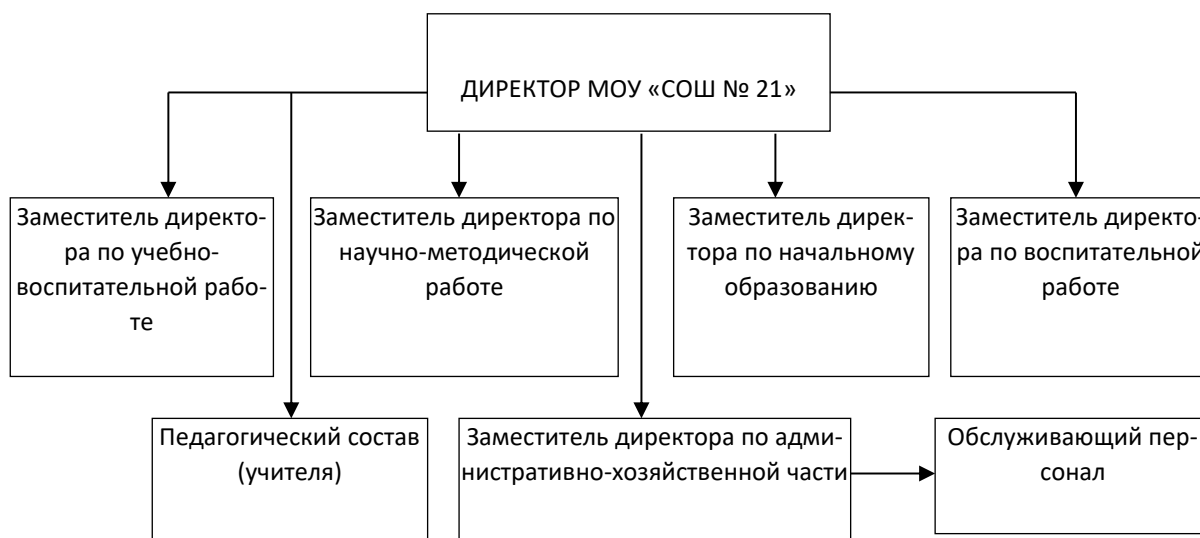 ДИРЕКТОР МОУ «СОШ № 21»
Заместитель директо-
ра по учебно-
воспитательной рабо-
те
Заместитель директора по
научно-методической
работе
Заместитель дирек-
тора по начальному
образованию
Заместитель директо-
ра по воспитательной
работе
Педагогический состав
(учителя)
Заместитель директора по адми-
нистративно-хозяйственной части
Обслуживающий пер-
сонал